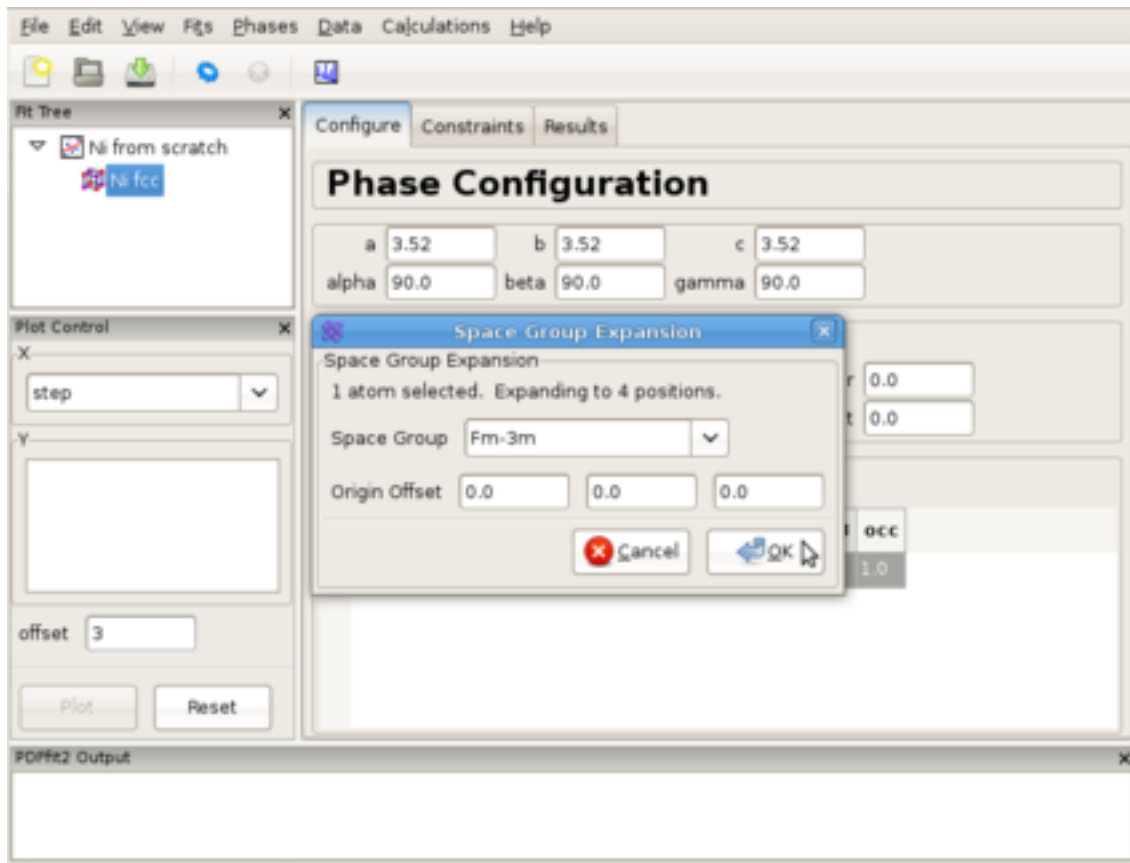 File Edit View Fits Phases Data Calculations Help
Fit Tree
Ni from scratch
Ni fcc
Plot Control
X
step
Y
offset 3
Plot Reset
Configure Constraints Results
Phase Configuration
a 3.52 b 3.52 c 3.52
alpha 90.0 beta 90.0 gamma 90.0
r 0.0
t 0.0
occ
1.0
Space Group Expansion
Space Group Expansion
1 atom selected. Expanding to 4 positions.
Space Group Fm-3m
Origin Offset 0.0 0.0 0.0
Cancel OK
PDFfit2 Output